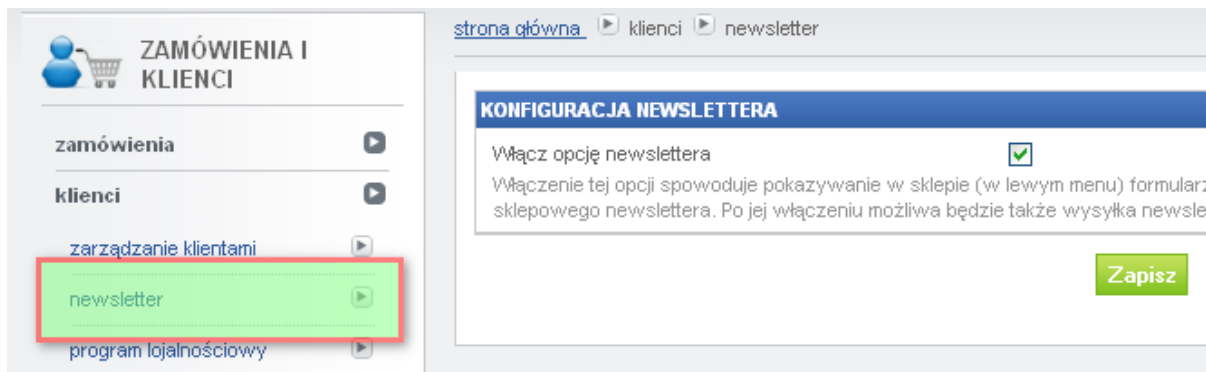 ZAMÓWIENIA I
KLIENCI
zamówienia
klienci
zarządzanie klientami
newsletter
program lojalnościowy
strona główna klienci newsletter
KONFIGURACJA NEWSLETTERA
Włącz opcję newslettera
Włączenie tej opcji spowoduje pokazywanie w sklepie (w lewym menu) formularz
sklepowego newslettera. Po jej włączeniu możliwa będzie także wysyłka newsle
Zapisz